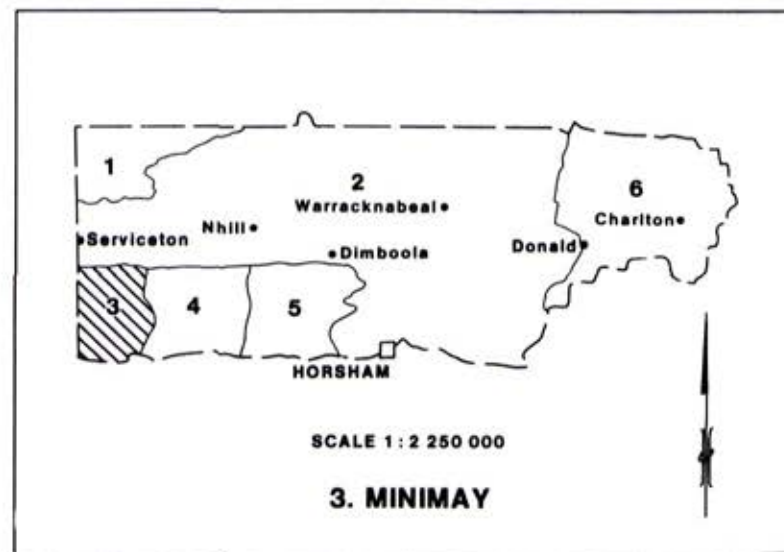 1
2
6
Warracknabeal
Charlton
Nhill
Serviceton
Dimboola
Donald
3
4
5
HORSHAM
SCALE 1 : 2 250 000
3. MINIMAY